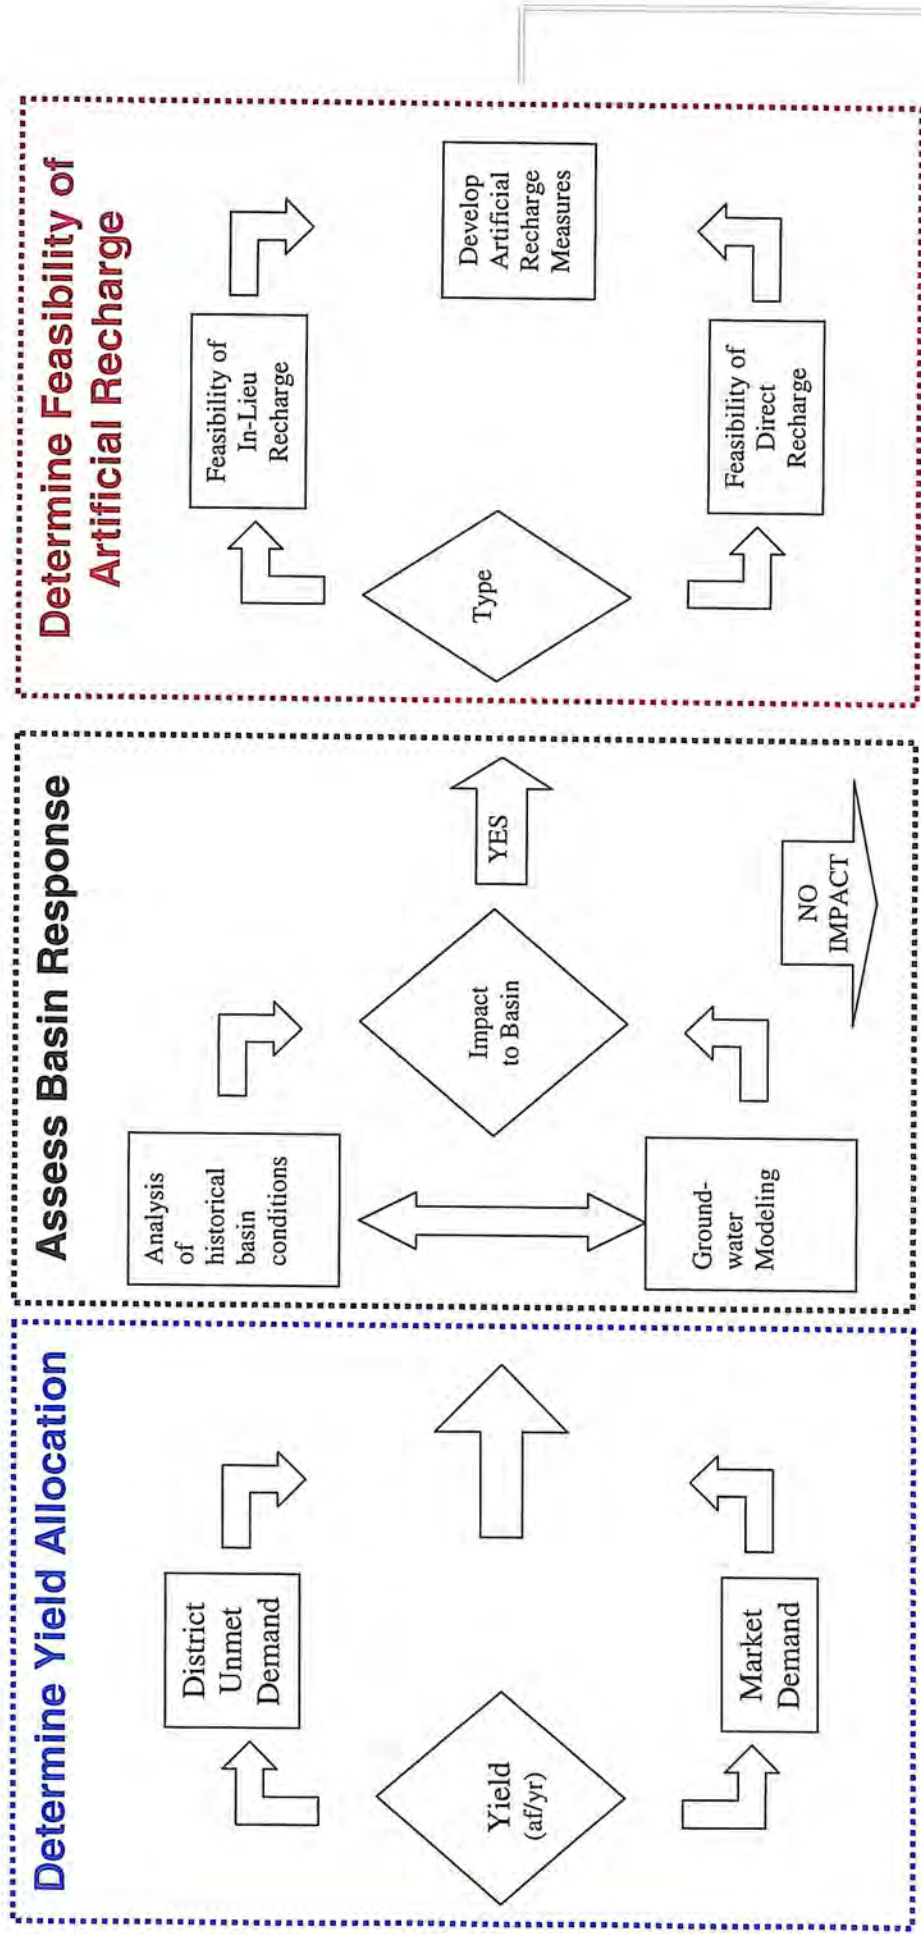 Determine Yield Allocation
District
Unmet
Demand
Yield
(af/yr)
Market
Demand
Assess Basin Response
Analysis
of
historical
basin
conditions
Impact
to Basin
YES
Ground-
water
Modeling
NO
IMPACT
Determine Feasibility of
Artificial Recharge
Feasibility of
In-Lieu
Recharge
Type
Develop
Artificial
Recharge
Measures
Feasibility of
Direct
Recharge